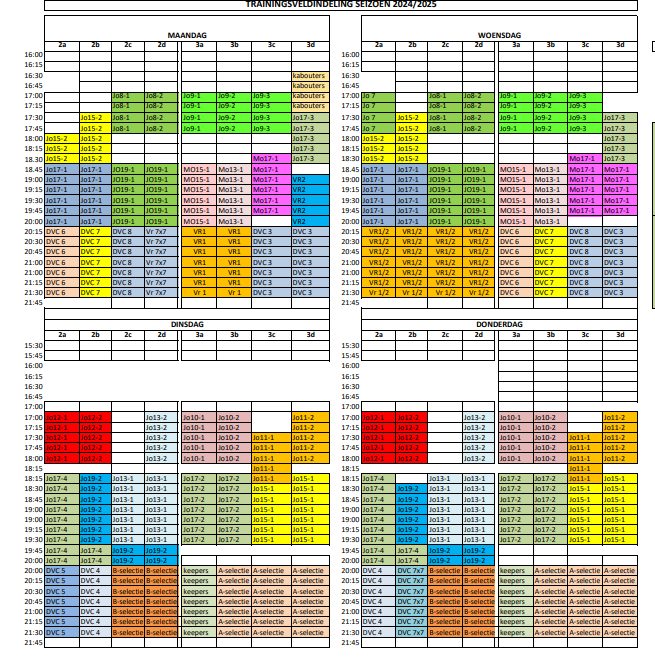 TRAININGSVELDINDELING SEIZOEN 2024/2025
MAANDAG WOENSDAG
2a 2b 2c 2d 3a 3b 3c 3d 2a 2b 2c 2d 3a 3b 3c 3d
16:00 16:00
16:15 16:15
16:30 kabouters 16:30
16:45 kabouters 16:45
17:00 Jo8-1 Jo8-2 Jo9-1 Jo9-2 Jo9-3 kabouters 17:00 Jo 7 Jo8-1 Jo8-2 Jo9-1 Jo9-2 Jo9-3
17:15 Jo8-1 Jo8-2 Jo9-1 Jo9-2 Jo9-3 kabouters 17:15 Jo 7 Jo8-1 Jo8-2 Jo9-1 Jo9-2 Jo9-3
17:30 Jo15-2 Jo8-1 Jo8-2 Jo9-1 Jo9-2 Jo9-3 Jo17-3 17:30 Jo 7 Jo15-2 Jo8-1 Jo8-2 Jo9-1 Jo9-2 Jo9-3 Jo17-3
17:45 Jo15-2 Jo8-1 Jo8-2 Jo9-1 Jo9-2 Jo9-3 Jo17-3 17:45 Jo 7 Jo15-2 Jo8-1 Jo8-2 Jo9-1 Jo9-2 Jo9-3 Jo17-3
18:00 Jo15-2 Jo15-2 Jo17-3 18:00 Jo15-2 Jo15-2 Jo17-3
18:15 Jo15-2 Jo15-2 Jo17-3 18:15 Jo15-2 Jo15-2 Jo17-3
18.30 Jo15-2 Jo15-2 Mo17-1 Jo17-3 18.30 Jo15-2 Jo15-2 Mo17-1 Jo17-3
18.45 Jo17-1 Jo17-1 JO19-1 JO19-1 MO15-1 Mo13-1 Mo17-1 18.45 Jo17-1 Jo17-1 JO19-1 JO19-1 MO15-1 Mo13-1 Mo17-1 Mo17-1
19:00 Jo17-1 Jo17-1 JO19-1 JO19-1 MO15-1 Mo13-1 Mo17-1 VR2 19:00 Jo17-1 Jo17-1 JO19-1 JO19-1 MO15-1 Mo13-1 Mo17-1 Mo17-1
19:15 Jo17-1 Jo17-1 JO19-1 JO19-1 MO15-1 Mo13-1 Mo17-1 VR2 19:15 Jo17-1 Jo17-1 JO19-1 JO19-1 MO15-1 Mo13-1 Mo17-1 Mo17-1
19:30 Jo17-1 Jo17-1 JO19-1 JO19-1 MO15-1 Mo13-1 Mo17-1 VR2 19:30 Jo17-1 Jo17-1 JO19-1 JO19-1 MO15-1 Mo13-1 Mo17-1 Mo17-1
19:45 Jo17-1 Jo17-1 JO19-1 JO19-1 MO15-1 Mo13-1 Mo17-1 VR2 19:45 Jo17-1 Jo17-1 JO19-1 JO19-1 MO15-1 Mo13-1 Mo17-1 Mo17-1
20:00 Jo17-1 Jo17-1 JO19-1 JO19-1 MO15-1 Mo13-1 VR2 20:00 Jo17-1 Jo17-1 JO19-1 JO19-1 MO15-1 Mo13-1
20:15 DVC 6 DVC 7 DVC 8 Vr 7x7 VR1 VR1 DVC 3 DVC 3 20:15 VR1/2 VR1/2 VR1/2 VR1/2 DVC 6 DVC 7 DVC 8 DVC 3
20:30 DVC 6 DVC 7 DVC 8 Vr 7x7 VR1 VR1 DVC 3 DVC 3 20:30 VR1/2 VR1/2 VR1/2 VR1/2 DVC 6 DVC 7 DVC 8 DVC 3
20:45 DVC 6 DVC 7 DVC 8 Vr 7x7 VR1 VR1 DVC 3 DVC 3 20:45 VR1/2 VR1/2 VR1/2 VR1/2 DVC 6 DVC 7 DVC 8 DVC 3
21:00 DVC 6 DVC 7 DVC 8 Vr 7x7 VR1 VR1 DVC 3 DVC 3 21:00 VR1/2 VR1/2 VR1/2 VR1/2 DVC 6 DVC 7 DVC 8 DVC 3
21:15 DVC 6 DVC 7 DVC 8 Vr 7x7 VR1 VR1 DVC 3 DVC 3 21:15 VR1/2 VR1/2 VR1/2 VR1/2 DVC 6 DVC 7 DVC 8 DVC 3
21:30 DVC 6 DVC 7 DVC 8 Vr 7x7 Vr 1 Vr 1 DVC 3 DVC 3 21:30 Vr 1/2 Vr 1/2 Vr 1/2 Vr 1/2 DVC 6 DVC 7 DVC 8 DVC 3
21:45 21:45
DINSDAG DONDERDAG
2a 2b 2c 2d 3a 3b 3c 3d 2a 2b 2c 2d 3a 3b 3c 3d
15:30 15:30
15:45 15:45
16:00 16:00
16:15 16:15
16:30 16:30
16:45 16:45
17:00 17:00
17:00 Jo12-1 Jo12-2 Jo13-2 Jo10-1 Jo10-2 Jo11-2 17:00 Jo12-1 Jo12-2 Jo13-2 Jo10-1 Jo10-2 Jo11-2
17:15 Jo12-1 Jo12-2 Jo13-2 Jo10-1 Jo10-2 Jo11-2 17:15 Jo12-1 Jo12-2 Jo13-2 Jo10-1 Jo10-2 Jo11-2
17:30 Jo12-1 Jo12-2 Jo13-2 Jo10-1 Jo10-2 Jo11-1 Jo11-2 17:30 Jo12-1 Jo12-2 Jo13-2 Jo10-1 Jo10-2 Jo11-1 Jo11-2
17:45 Jo12-1 Jo12-2 Jo13-2 Jo10-1 Jo10-2 Jo11-1 Jo11-2 17:45 Jo12-1 Jo12-2 Jo13-2 Jo10-1 Jo10-2 Jo11-1 Jo11-2
18:00 Jo12-1 Jo12-2 Jo13-2 Jo10-1 Jo10-2 Jo11-1 Jo11-2 18:00 Jo12-1 Jo12-2 Jo13-2 Jo10-1 Jo10-2 Jo11-1 Jo11-2
18:15 Jo11-1 18:15 Jo11-1
18:15 Jo17-4 Jo19-2 Jo13-1 Jo13-1 Jo17-2 Jo17-2 Jo15-1 Jo15-1 18:15 Jo17-4 Jo13-1 Jo13-1 Jo17-2 Jo17-2 Jo11-1 Jo15-1
18:30 Jo17-4 Jo19-2 Jo13-1 Jo13-1 Jo17-2 Jo17-2 Jo15-1 Jo15-1 18:30 Jo17-4 Jo19-2 Jo13-1 Jo13-1 Jo17-2 Jo17-2 Jo15-1 Jo15-1
18:45 Jo17-4 Jo19-2 Jo13-1 Jo13-1 Jo17-2 Jo17-2 Jo15-1 Jo15-1 18:45 Jo17-4 Jo19-2 Jo13-1 Jo13-1 Jo17-2 Jo17-2 Jo15-1 Jo15-1
19:00 Jo17-4 Jo19-2 Jo13-1 Jo13-1 Jo17-2 Jo17-2 Jo15-1 Jo15-1 19:00 Jo17-4 Jo19-2 Jo13-1 Jo13-1 Jo17-2 Jo17-2 Jo15-1 Jo15-1
19:15 Jo17-4 Jo19-2 Jo13-1 Jo13-1 Jo17-2 Jo17-2 Jo15-1 Jo15-1 19:15 Jo17-4 Jo19-2 Jo13-1 Jo13-1 Jo17-2 Jo17-2 Jo15-1 Jo15-1
19:30 Jo17-4 Jo19-2 Jo13-1 Jo13-1 Jo17-2 Jo17-2 Jo15-1 Jo15-1 19:30 Jo17-4 Jo19-2 Jo13-1 Jo13-1 Jo17-2 Jo17-2 Jo15-1 Jo15-1
19:45 Jo17-4 Jo17-4 Jo19-2 Jo19-2 19:45 Jo17-4 Jo17-4 Jo19-2 Jo19-2
20:00 Jo17-4 Jo17-4 Jo19-2 Jo19-2 20:00 Jo17-4 Jo17-4 Jo19-2 Jo19-2
20:00 DVC 5 DVC 4 B-selectie B-selectie keepers A-selectie A-selectie A-selectie 20:00 DVC 4 DVC 7x7 B-selectie B-selectie keepers A-selectie A-selectie A-selectie
20:15 DVC 5 DVC 4 B-selectie B-selectie keepers A-selectie A-selectie A-selectie 20:15 DVC 4 DVC 7x7 B-selectie B-selectie keepers A-selectie A-selectie A-selectie
20:30 DVC 5 DVC 4 B-selectie B-selectie keepers A-selectie A-selectie A-selectie 20:30 DVC 4 DVC 7x7 B-selectie B-selectie keepers A-selectie A-selectie A-selectie
20:45 DVC 5 DVC 4 B-selectie B-selectie keepers A-selectie A-selectie A-selectie 20:45 DVC 4 DVC 7x7 B-selectie B-selectie keepers A-selectie A-selectie A-selectie
21:00 DVC 5 DVC 4 B-selectie B-selectie keepers A-selectie A-selectie A-selectie 21:00 DVC 4 DVC 7x7 B-selectie B-selectie keepers A-selectie A-selectie A-selectie
21:15 DVC 5 DVC 4 B-selectie B-selectie keepers A-selectie A-selectie A-selectie 21:15 DVC 4 DVC 7x7 B-selectie B-selectie keepers A-selectie A-selectie A-selectie
21:30 DVC 5 DVC 4 B-selectie B-selectie keepers A-selectie A-selectie A-selectie 21:30 DVC 4 DVC 7x7 B-selectie B-selectie keepers A-selectie A-selectie A-selectie
21:45 21:45